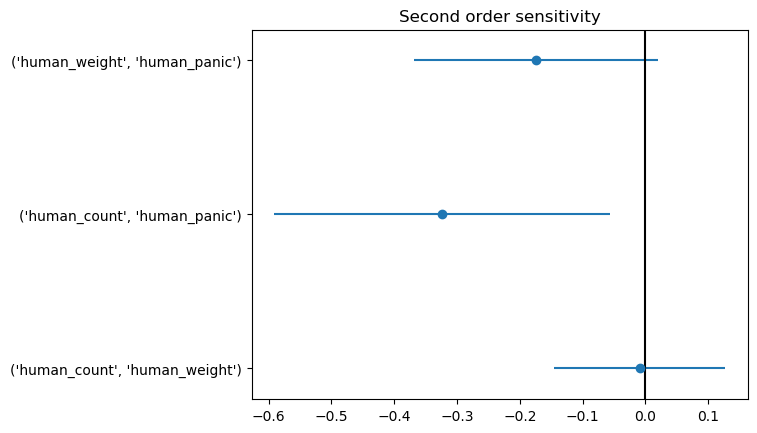 Second order sensitivity
('human_weight', 'human_panic')
('human_count', 'human_panic')
('human_count', 'human_weight')
−0.6 −0.5 −0.4 −0.3 −0.2 −0.1 0.0 0.1